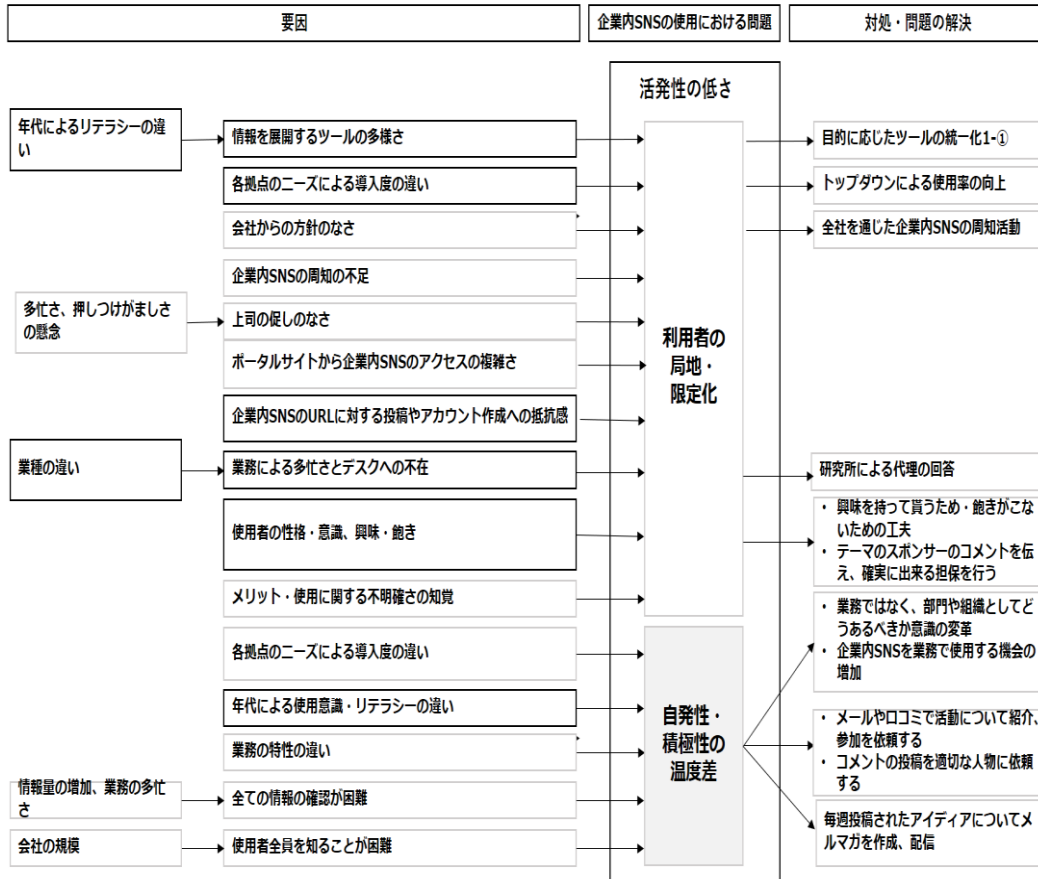 要因
企業内SNSの使用における問題
対処・問題の解決
活発性の低さ
年代によるリテラシーの違
い
情報を展開するツールの多様さ
各拠点のニーズによる導入度の違い
会社からの方針のなさ
企業内SNSの周知の不足
多忙さ、押しつけがましさ
の懸念
上司の促しのなさ
ポータルサイトから企業内SNSのアクセスの複雑さ
企業内SNSのURLに対する投稿やアカウント作成への抵抗感
業種の違い
業務による多忙さとデスクへの不在
使用者の性格・意識、興味・飽き
メリット・使用に関する不明確さの知覚
各拠点のニーズによる導入度の違い
年代による使用意識・リテラシーの違い
業務の特性の違い
情報量の増加、業務の多忙
さ
全ての情報の確認が困難
会社の規模
使用者全員を知ることが困難
利用者の
局地・
限定化
自発性・
積極性の
温度差
目的に応じたツールの統一化1-①
トップダウンによる使用率の向上
全社を通じた企業内SNSの周知活動
研究所による代理の回答
・ 興味を持って貰うため・飽きがこな
いための工夫
・ テーマのスポンサーのコメントを伝
え、確実に出来る担保を行う
・ 業務ではなく、部門や組織としてど
うあるべきか意識の変革
・ 企業内SNSを業務で使用する機会の
増加
・ メールや口コミで活動について紹介、
参加を依頼する
・ コメントの投稿を適切な人物に依頼
する
毎週投稿されたアイディアについてメ
ルマガを作成、配信